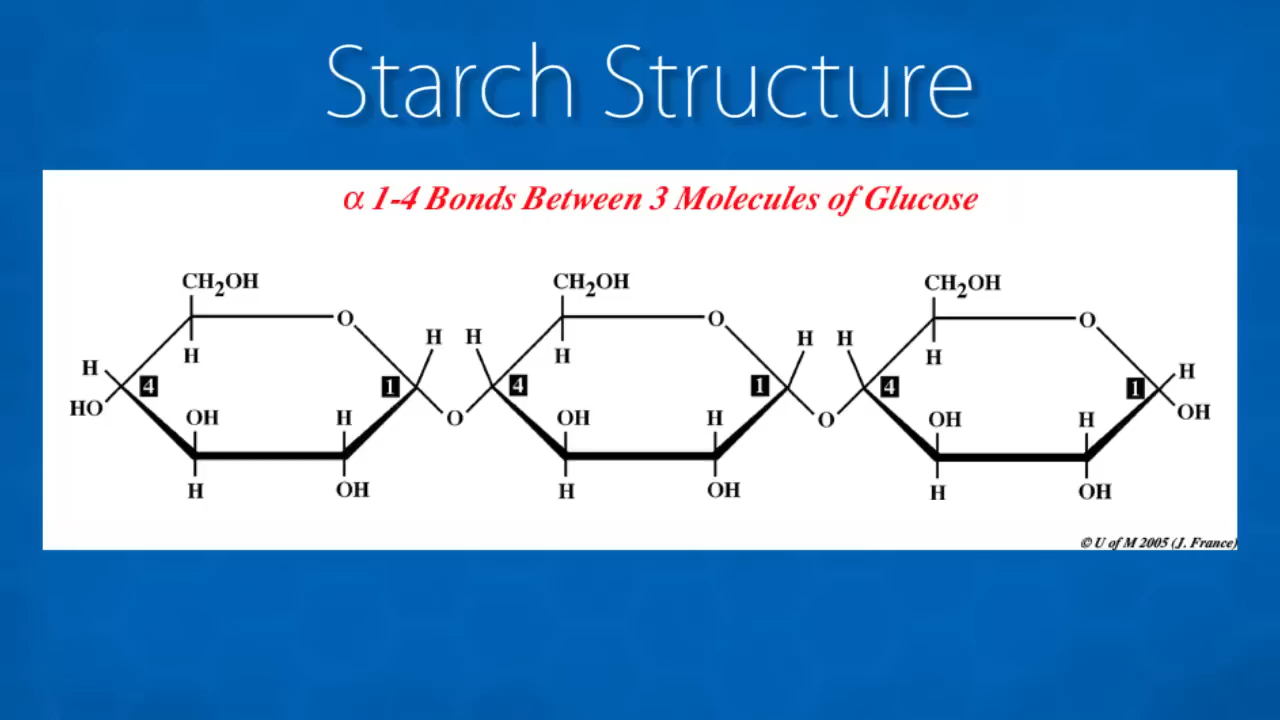 Starch Structure
α 1-4 Bonds Between 3 Molecules of Glucose
CH2OH CH2OH CH2OH
O O O
H H H H
H H H
H H
4 1 4 1 4 1
HO OH H O OH H O OH H OH
H OH H OH H OH
© U of M 2005 (J. France)